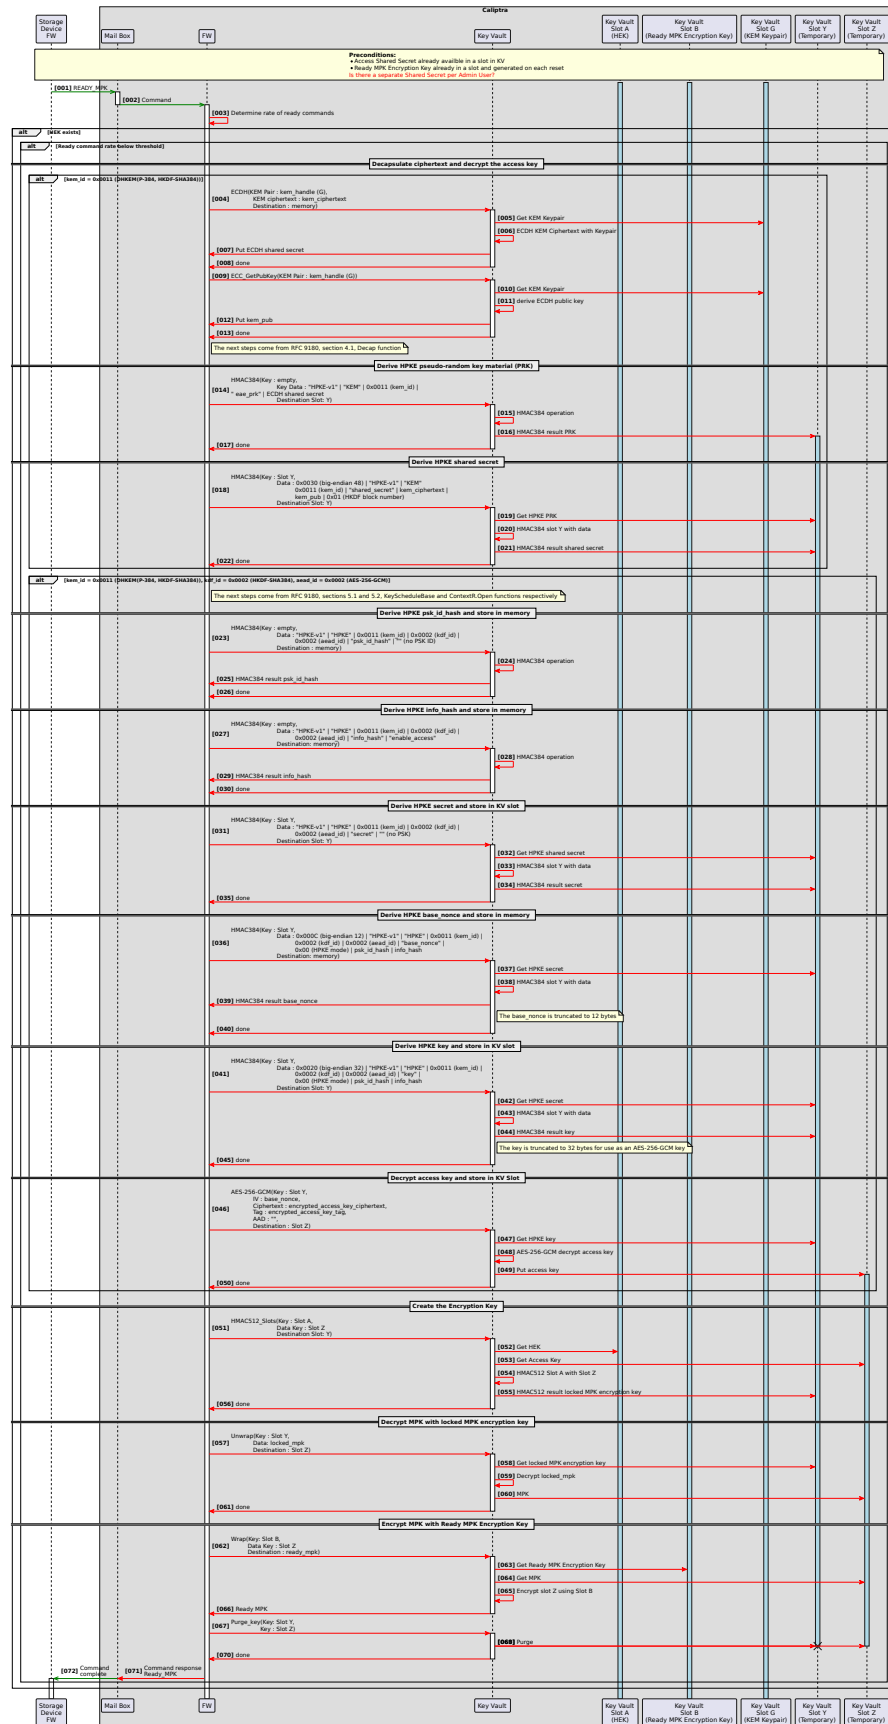 Caliptra
Storage
Device
FW
Mail Box
FW
Key Vault
Key Vault
Slot A
(HEK)
Key Vault
Slot B
(Ready MPK Encryption Key)
Key Vault
Slot G
(KEM Keypair)
Key Vault
Slot Y
(Temporary)
Key Vault
Slot Z
(Temporary)
Preconditions:
• Access Shared Secret already availble in a slot in KV
• Ready MPK Encryption Key already in a slot and generated on each reset
Is there a separate Shared Secret per Admin User?
[001] READY_MPK
[002] Command
[003] Determine rate of ready commands
alt [HEK exists]
alt [Ready command rate below threshold]
Decapsulate ciphertext and decrypt the access key
alt [kem_id = 0x0011 (DHKEM(P-384, HKDF-SHA384))]
ECDH(KEM Pair : kem_handle (G),
[004] KEM ciphertext : kem_ciphertext
Destination : memory)
[005] Get KEM Keypair
[006] ECDH KEM Ciphertext with Keypair
[007] Put ECDH shared secret
[008] done
[009] ECC_GetPubKey(KEM Pair : kem_handle (G))
[010] Get KEM Keypair
[011] derive ECDH public key
[012] Put kem_pub
[013] done
The next steps come from RFC 9180, section 4.1, Decap function
Derive HPKE pseudo-random key material (PRK)
HMAC384(Key : empty,
[014] Key Data : "HPKE-v1" | "KEM" | 0x0011 (kem_id) |
" eae_prk" | ECDH shared secret
Destination Slot: Y)
[015] HMAC384 operation
[016] HMAC384 result PRK
[017] done
Derive HPKE shared secret
HMAC384(Key : Slot Y,
Data : 0x0030 (big-endian 48) | "HPKE-v1" | "KEM"
[018] 0x0011 (kem_id) | "shared_secret" | kem_ciphertext |
kem_pub | 0x01 (HKDF block number)
Destination Slot: Y)
[019] Get HPKE PRK
[020] HMAC384 slot Y with data
[021] HMAC384 result shared secret
[022] done
alt [kem_id = 0x0011 (DHKEM(P-384, HKDF-SHA384)), kdf_id = 0x0002 (HKDF-SHA384), aead_id = 0x0002 (AES-256-GCM)]
The next steps come from RFC 9180, sections 5.1 and 5.2, KeyScheduleBase and ContextR.Open functions respectively
Derive HPKE psk_id_hash and store in memory
HMAC384(Key : empty,
[023] Data : "HPKE-v1" | "HPKE" | 0x0011 (kem_id) | 0x0002 (kdf_id) |
0x0002 (aead_id) | "psk_id_hash" | "" (no PSK ID)
Destination : memory)
[024] HMAC384 operation
[025] HMAC384 result psk_id_hash
[026] done
Derive HPKE info_hash and store in memory
HMAC384(Key : empty,
[027] Data : "HPKE-v1" | "HPKE" | 0x0011 (kem_id) | 0x0002 (kdf_id) |
0x0002 (aead_id) | "info_hash" | "enable_access"
Destination: memory)
[028] HMAC384 operation
[029] HMAC384 result info_hash
[030] done
Derive HPKE secret and store in KV slot
HMAC384(Key : Slot Y,
[031] Data : "HPKE-v1" | "HPKE" | 0x0011 (kem_id) | 0x0002 (kdf_id) |
0x0002 (aead_id) | "secret" | "" (no PSK)
Destination Slot: Y)
[032] Get HPKE shared secret
[033] HMAC384 slot Y with data
[034] HMAC384 result secret
[035] done
Derive HPKE base_nonce and store in memory
HMAC384(Key : Slot Y,
Data : 0x000C (big-endian 12) | "HPKE-v1" | "HPKE" | 0x0011 (kem_id) |
[036] 0x0002 (kdf_id) | 0x0002 (aead_id) | "base_nonce" |
0x00 (HPKE mode) | psk_id_hash | info_hash
Destination: memory)
[037] Get HPKE secret
[038] HMAC384 slot Y with data
[039] HMAC384 result base_nonce
The base_nonce is truncated to 12 bytes
[040] done
Derive HPKE key and store in KV slot
HMAC384(Key : Slot Y,
Data : 0x0020 (big-endian 32) | "HPKE-v1" | "HPKE" | 0x0011 (kem_id) |
[041] 0x0002 (kdf_id) | 0x0002 (aead_id) | "key" |
0x00 (HPKE mode) | psk_id_hash | info_hash
Destination Slot: Y)
[042] Get HPKE secret
[043] HMAC384 slot Y with data
[044] HMAC384 result key
The key is truncated to 32 bytes for use as an AES-256-GCM key
[045] done
Decrypt access key and store in KV Slot
AES-256-GCM(Key : Slot Y,
IV : base_nonce,
[046] Ciphertext : encrypted_access_key_ciphertext,
Tag : encrypted_access_key_tag,
AAD : "",
Destination : Slot Z)
[047] Get HPKE key
[048] AES-256-GCM decrypt access key
[049] Put access key
[050] done
Create the Encryption Key
HMAC512_Slots(Key : Slot A,
[051] Data Key : Slot Z
Destination Slot: Y)
[052] Get HEK
[053] Get Access Key
[054] HMAC512 Slot A with Slot Z
[055] HMAC512 result locked MPK encryption key
[056] done
Decrypt MPK with locked MPK encryption key
Unwrap(Key : Slot Y,
[057] Data: locked_mpk
Destination : Slot Z)
[058] Get locked MPK encryption key
[059] Decrypt locked_mpk
[060] MPK
[061] done
Encrypt MPK with Ready MPK Encryption Key
Wrap(Key: Slot B,
[062] Data Key : Slot Z
Destination : ready_mpk)
[063] Get Ready MPK Encryption Key
[064] Get MPK
[065] Encrypt slot Z using Slot B
[066] Ready MPK
[067] Purge_key(Key: Slot Y,
Key : Slot Z)
Purge
[070] done
[072] Command
complete
[071] Command response
Ready_MPK
Storage
Device
FW
Mail Box
FW
Key Vault
Key Vault
Slot A
(HEK)
Key Vault
Slot B
(Ready MPK Encryption Key)
Key Vault
Slot G
(KEM Keypair)
Key Vault
Slot Y
(Temporary)
Key Vault
Slot Z
(Temporary)